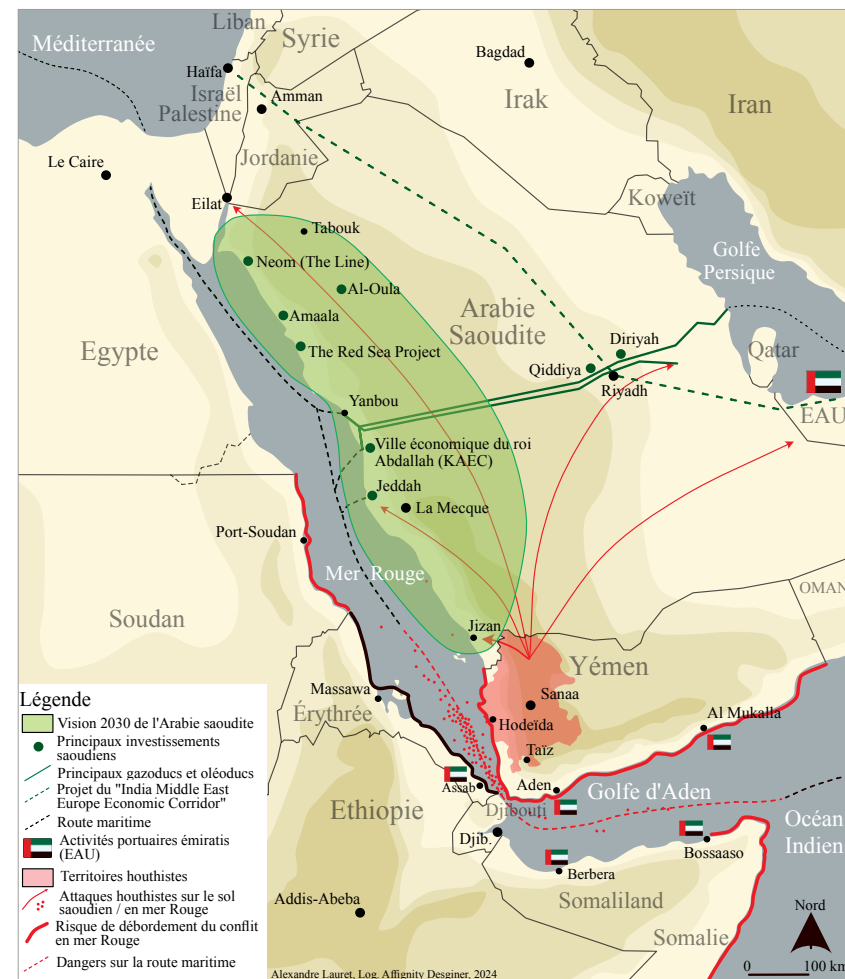 Liban
Méditerranée
Syrie
Bagdad
Haïfa
Israël
Palestine
Amman
Irak
Iran
Le Caire
Jordanie
Koweït
Eilat
Tabouk
Golfe
Persique
Neom (The Line)
Al-Oula
Amaala
Arabie
Saoudite
Egypte
The Red Sea Project
Diriyah
Qatar
Qiddiya
Riyadh
Yanbou
EAU
Ville économique du roi
Abdallah (KAEC)
Jeddah
La Mecque
Port-Soudan
Mer Rouge
OMAN
Soudan
Jizan
Yémen
Massawa
Sanaa
Érythrée
Hodeïda
Al Mukalla
Taïz
Assab
Aden
Golfe d'Aden
Ethiopie
Djibouti
Djib.
Océan
Indien
Bossaaso
Berbera
Addis-Abeba
Somaliland
Somalie
Nord
0 100 km
Légende
Vision 2030 de l'Arabie saoudite
Principaux investissements
saoudiens
Principaux gazoducs et oléoducs
Projet du "India Middle East
Europe Economic Corridor"
Route maritime
Activités portuaires émiratis
(EAU)
Territoires houthistes
Attaques houthistes sur le sol
saoudien / en mer Rouge
Risque de débordement du conflit
en mer Rouge
Dangers sur la route maritime
Alexandre Lauret, Log. Affignity Desginer, 2024